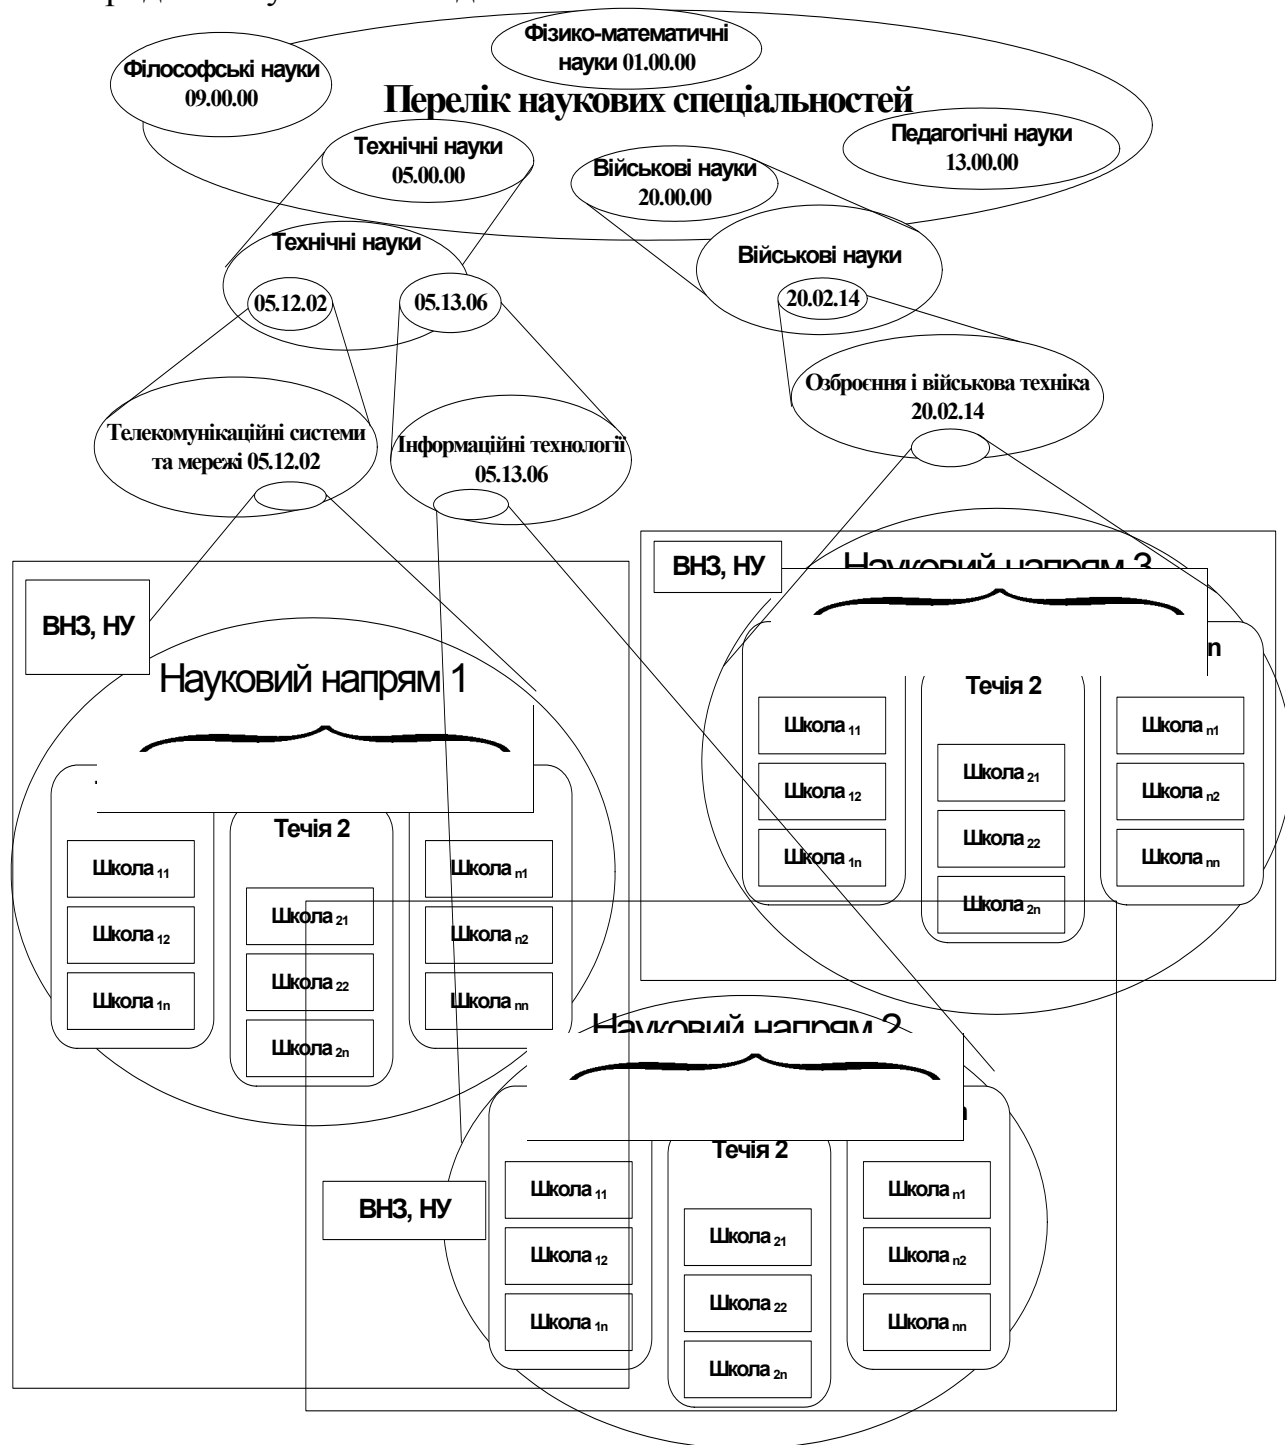 Фізико-математичні
науки 01.00.00
Філософські науки
09.00.00
Перелік наукових спеціальностей
Технічні науки
05.00.00
Військові науки
20.00.00
Педагогічні науки
13.00.00
Технічні науки
05.12.02
05.13.06
Військові науки
20.02.14
Озброєння і військова техніка
20.02.14
Телекомунікаційні системи
та мережі 05.12.02
Інформаційні технології
05.13.06
ВНЗ, НУ
Науковий напрям 3
n
Течія 2
Школа 11
Школа 12
Школа 1n
Школа 21
Школа 22
Школа 2n
Школа n1
Школа n2
Школа nn
ВНЗ, НУ
Науковий напрям 1
Течія 2
Школа 11
Школа 12
Школа 1n
Школа 21
Школа 22
Школа 2n
Школа n1
Школа n2
Школа nn
ВНЗ, НУ
Науковий напрям 2
n
Течія 2
Школа 11
Школа 12
Школа 1n
Школа 21
Школа 22
Школа 2n
Школа n1
Школа n2
Школа nn